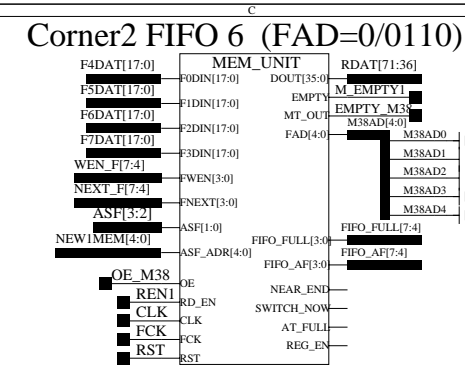 C
Corner2 FIFO 6 (FAD=0/0110)
MEM_UNIT
F4DAT[17:0]
F0DIN[17:0]
F5DAT[17:0]
F1DIN[17:0]
F6DAT[17:0]
F2DIN[17:0]
F7DAT[17:0]
F3DIN[17:0]
WEN_F[7:4]
FWEN[3:0]
NEXT_F[7:4]
FNEXT[3:0]
ASF[3:2]
ASF[1:0]
NEW1MEM[4:0]
ASF_ADR[4:0]
OE_M38
OE
REN1
RD_EN
CLK
CLK
FCK
FCK
RST
RST
RDAT[71:36]
DOUT[35:0]
M_EMPTY1
EMPTY
EMPTY_M38
MT_OUT
M38AD[4:0]
FAD[4:0]
M38AD0
M38AD1
M38AD2
M38AD3
M38AD4
FIFO_FULL[7:4]
FIFO_FULL[3:0]
FIFO_AF[7:4]
FIFO_AF[3:0]
NEAR_END
SWITCH_NOW
AT_FULL
REG_EN